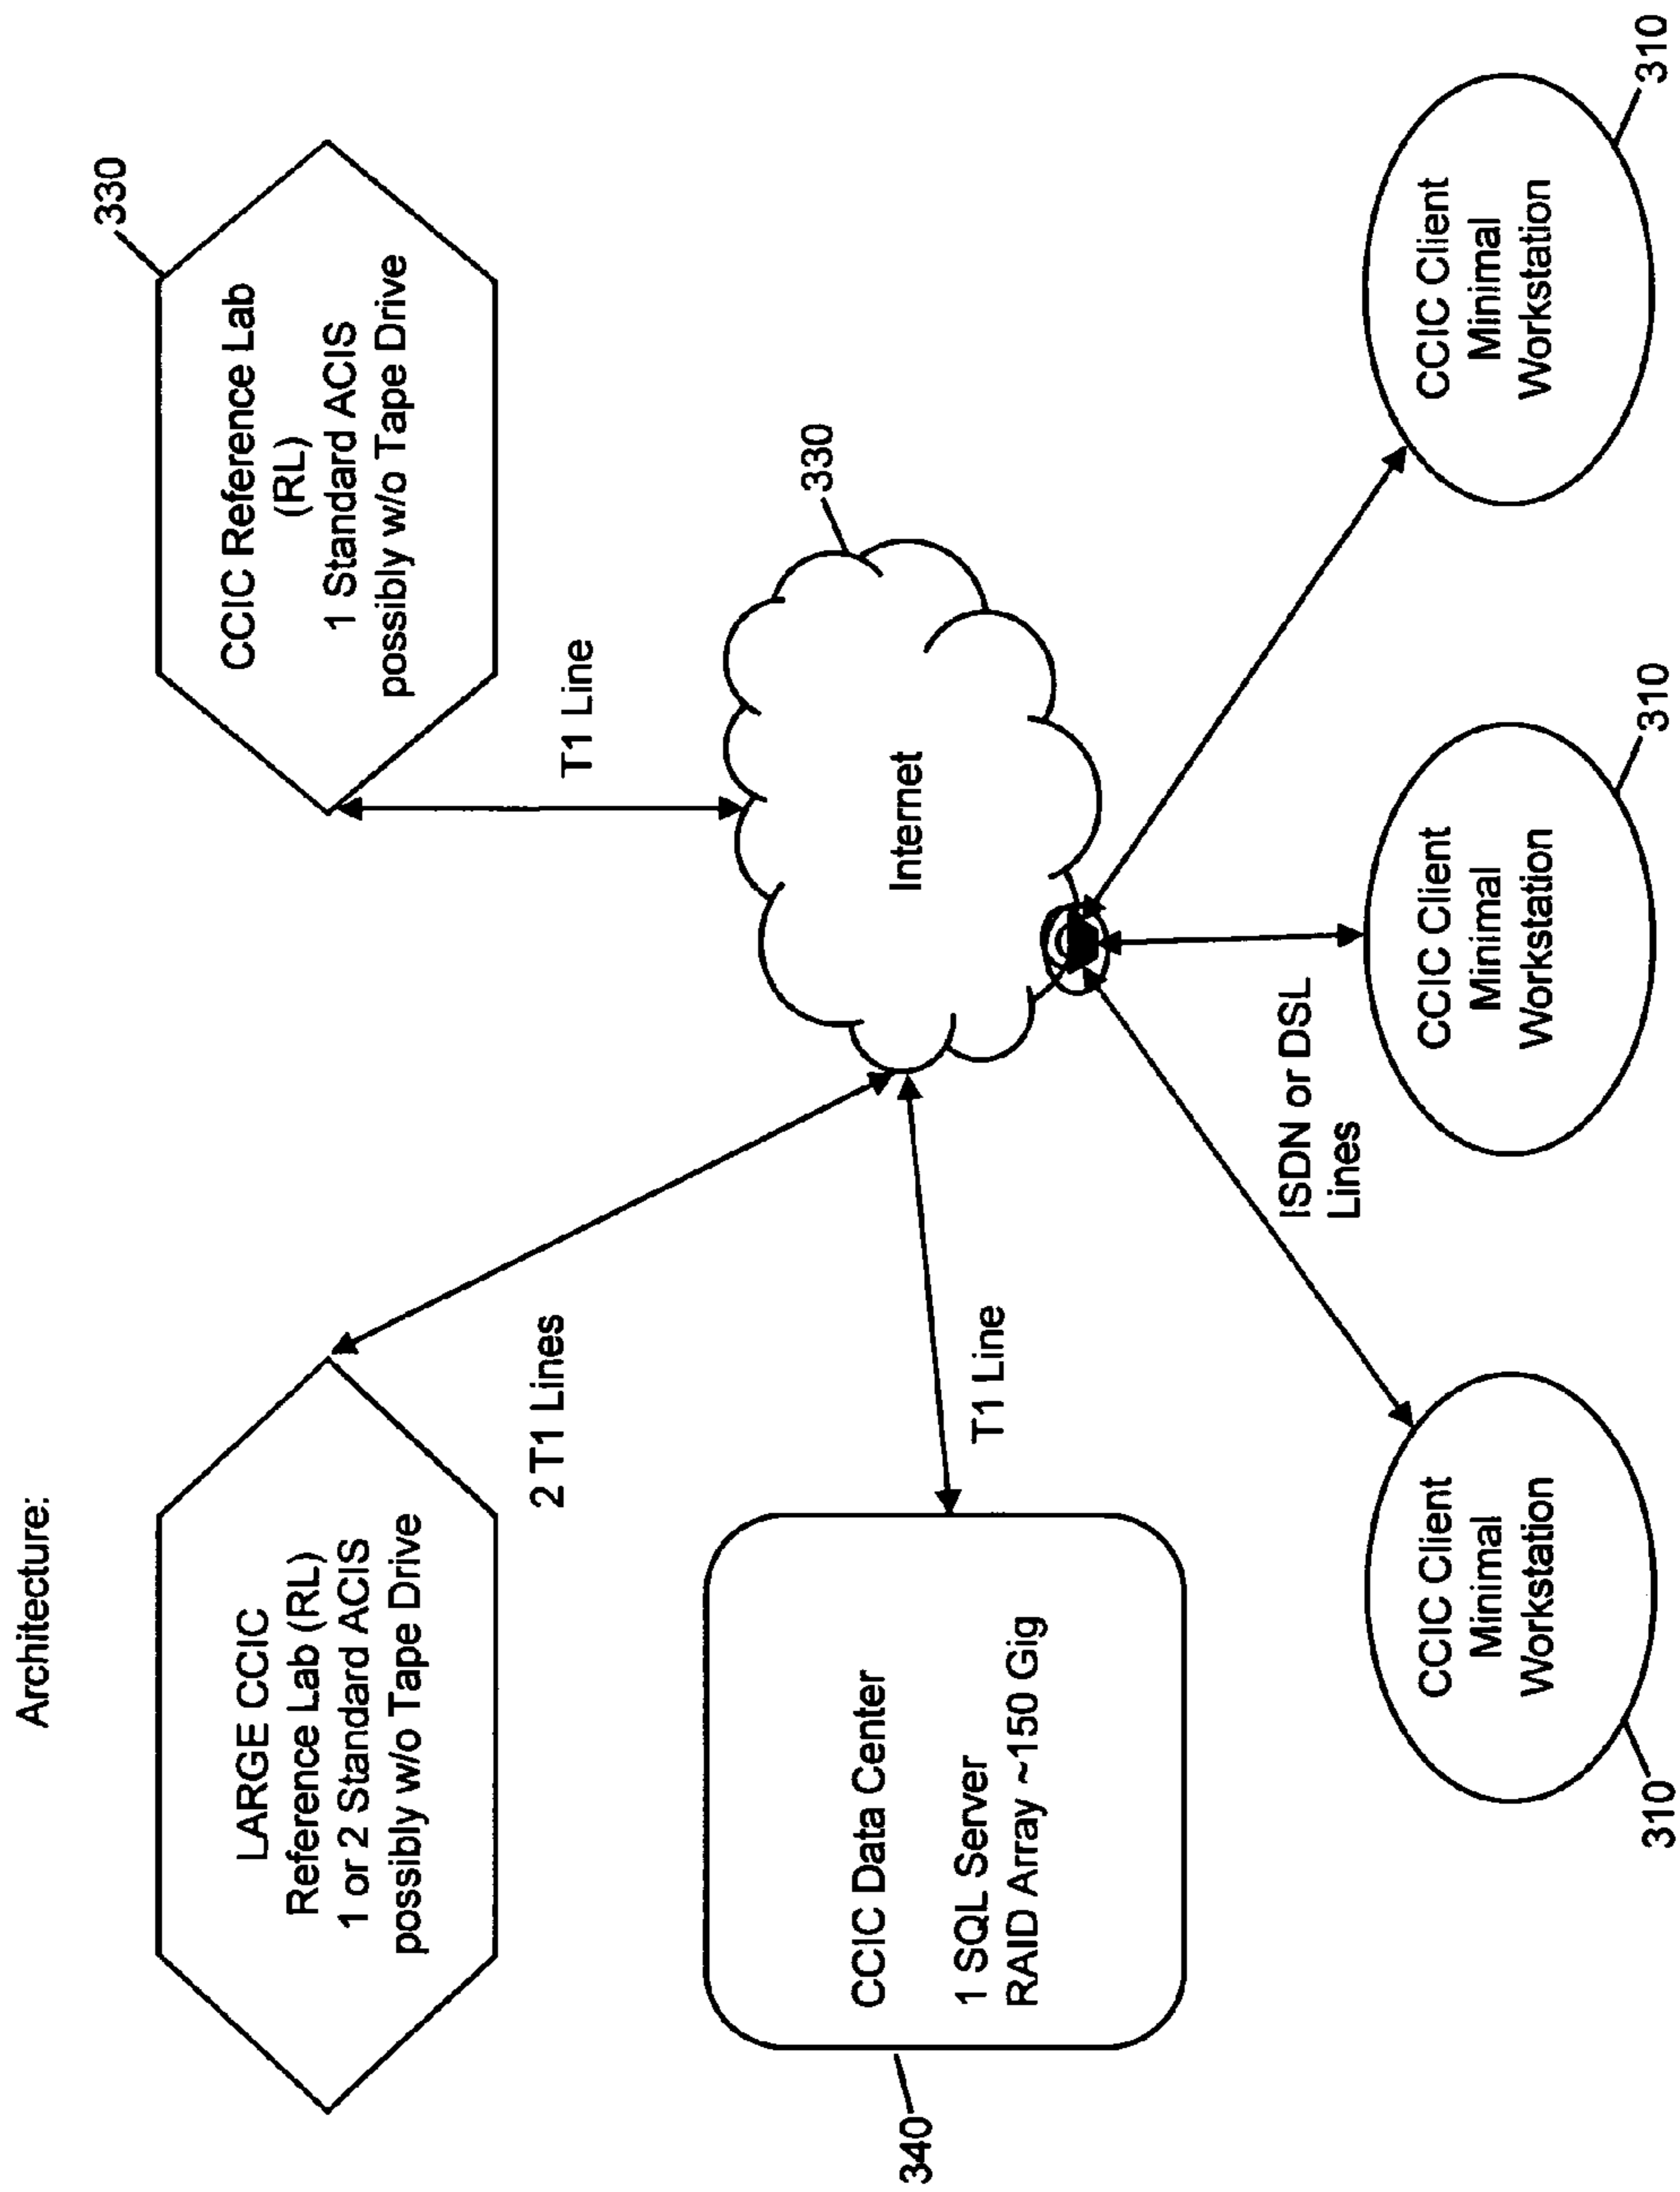 Architecture:
LARGE CCIC
Reference Lab (RL)
1 or 2 Standard ACIS
possibly w/o Tape Drive
2 T1 Lines
330
CCIC Reference Lab
(RL)
1 Standard ACIS
possibly w/o Tape Drive
T1 Line
330
Internet
340
CCIC Data Center
1 SQL Server
RAID Array ~150 Gig
T1 Line
ISDN or DSL
Lines
CCIC Client
Minimal
Workstation
310
CCIC Client
Minimal
Workstation
310
CCIC Client
Minimal
Workstation
310